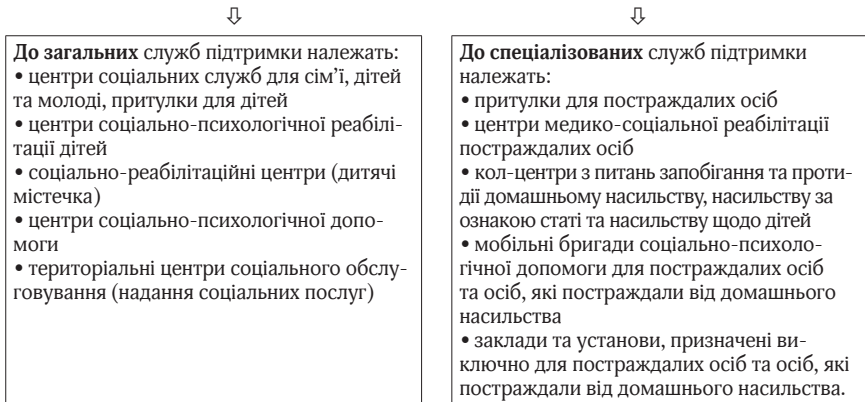 ⇩
До загальних служб підтримки належать:
• центри соціальних служб для сім’ї, дітей
та молоді, притулки для дітей
• центри соціально-психологічної реабілі-
тації дітей
• соціально-реабілітаційні центри (дитячі
містечка)
• центри соціально-психологічної допо-
моги
• територіальні центри соціального обслу-
говування (надання соціальних послуг)
⇩
До спеціалізованих служб підтримки
належать:
• притулки для постраждалих осіб
• центри медико-соціальної реабілітації
постраждалих осіб
• кол-центри з питань запобігання та проти-
дії домашньому насильству, насильству за
ознакою статі та насильству щодо дітей
• мобільні бригади соціально-психоло-
гічної допомоги для постраждалих осіб
та осіб, які постраждали від домашнього
насильства
• заклади та установи, призначені ви-
ключно для постраждалих осіб та осіб, які
постраждали від домашнього насильства.